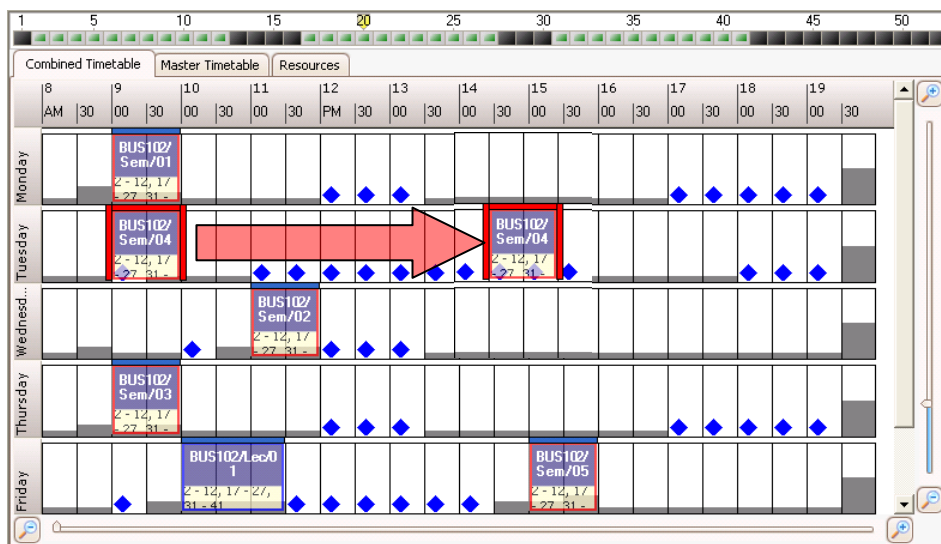 1 5 10 15 20 25 30 35 40 45 50
Combined Timetable Master Timetable Resources
8 9 10 11 12 13 14 15 16 17 18 19
AM 30 00 30 00 30 00 30 PM 30 00 30 00 30 00 30 00 30 00 30 00 30 00 30
Monday
BUS102/
Sem/01
2 - 12, 17
- 27, 31 -
Tuesday
BUS102/
Sem/04
2 - 12, 17
- 27, 31 -
BUS102/
Sem/04
2 - 12, 17
- 27, 31
Wednesd...
BUS102/
Sem/02
2 - 12, 17
- 27, 31 -
Thursday
BUS102/
Sem/03
2 - 12, 17
- 27, 31 -
Friday
BUS102/Lec/0
1
2 - 12, 17 - 27,
31 - 41
BUS102/
Sem/05
2 - 12, 17
- 27, 31 -